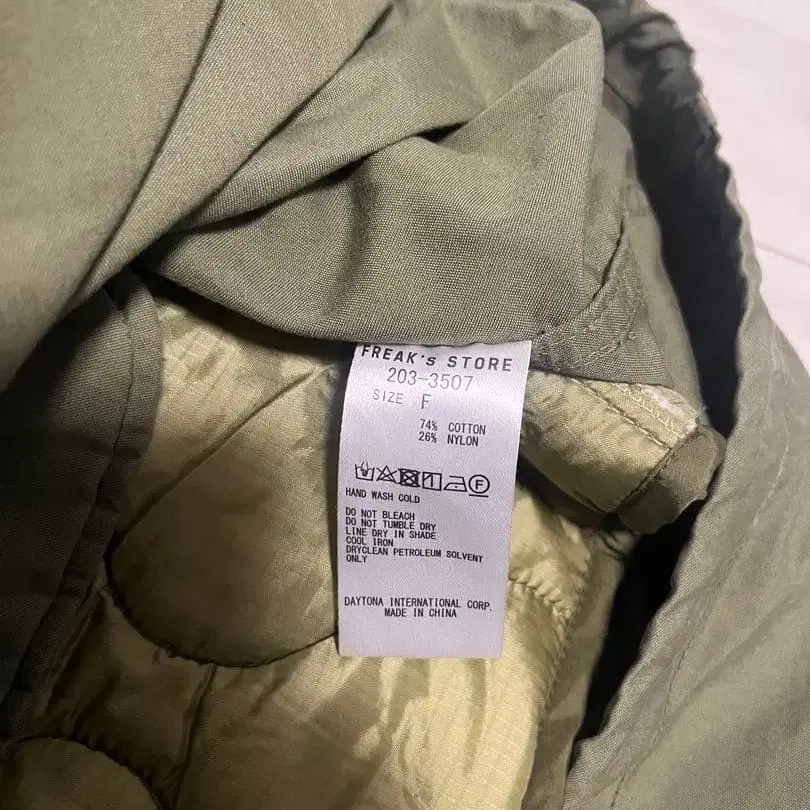 FREAK's STORE
203-3507
SIZE F
74% COTTON
26% NYLON
F
HAND WASH COLD
DO NOT BLEACH
DO NOT TUMBLE DRY
LINE DRY IN SHADE
COOL IRON
DRYCLEAN PETROLEUM SOLVENT
ONLY
DAYTONA INTERNATIONAL CORP.
MADE IN CHINA